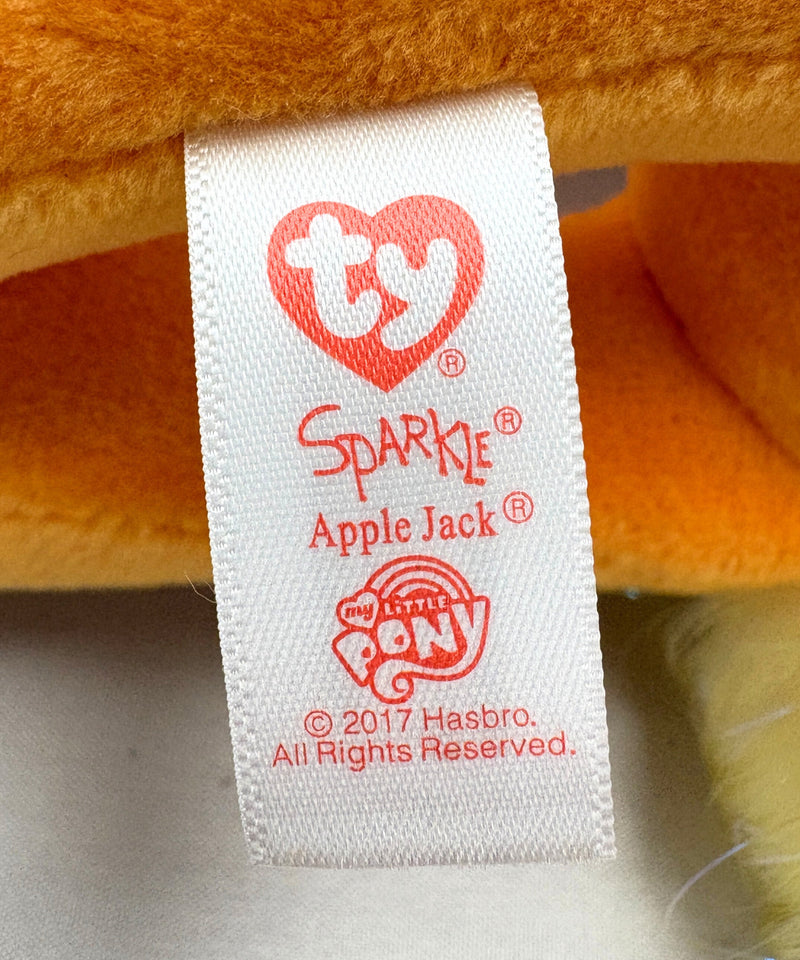 ty®
SPARKLE®
Apple Jack®
my LITTLE
PONY
© 2017 Hasbro.
All Rights Reserved.